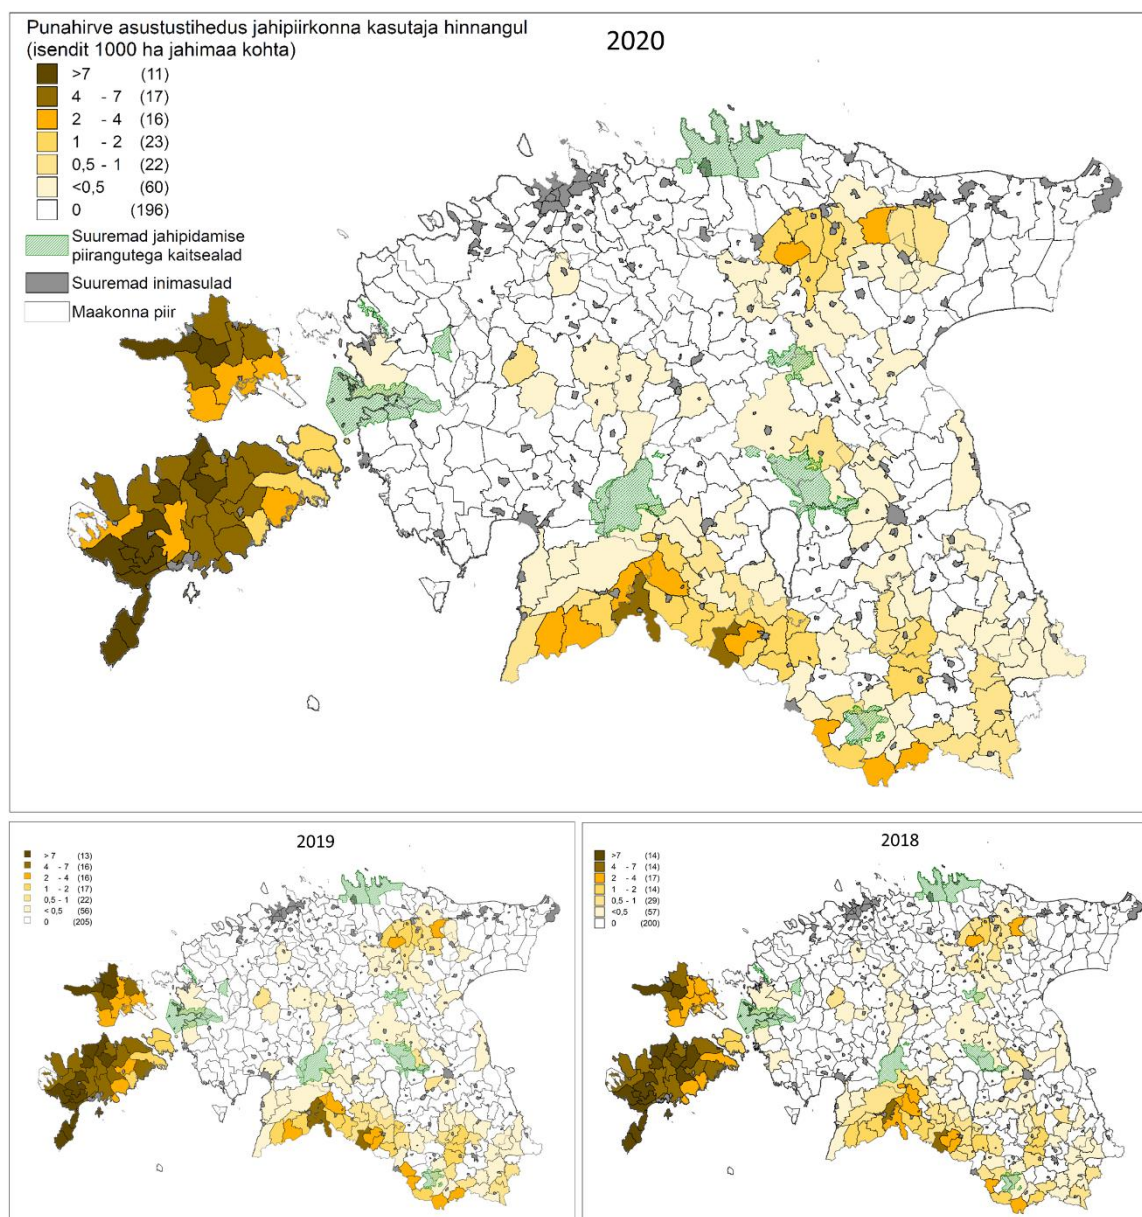 Punahirve asustustihedus jahipiirkonna kasutaja hinnangul
(isendit 1000 ha jahimaa kohta)
2020
>7 (11)
4 - 7 (17)
2 - 4 (16)
1 - 2 (23)
0,5 - 1 (22)
<0,5 (60)
0 (196)
Suuremad jahipidamise
piirangutega kaitsealad
Suuremad inimasulad
Maakonna piir
2019
>7 (13)
4 - 7 (16)
2 - 4 (16)
1 - 2 (17)
0,5 - 1 (22)
<0,5 (56)
0 (205)
2018
>7 (14)
4 - 7 (14)
2 - 4 (17)
1 - 2 (14)
0,5 - 1 (29)
<0,5 (57)
0 (200)